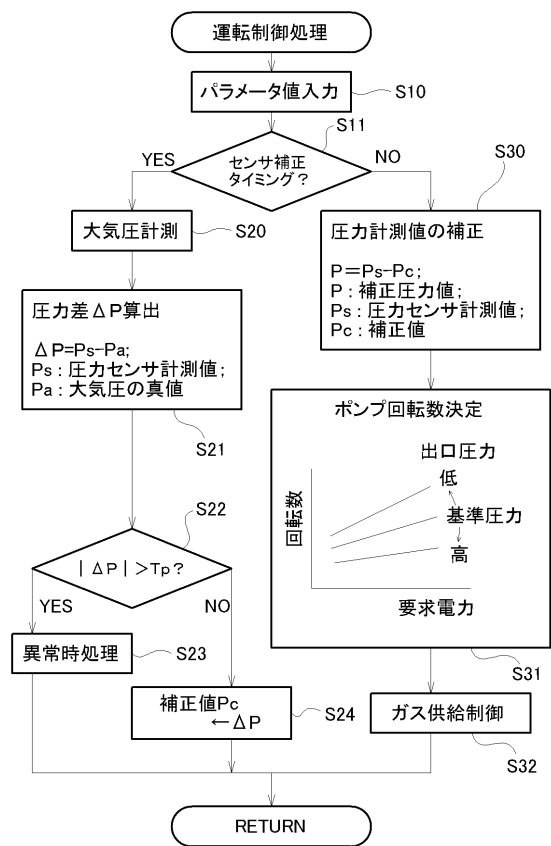 運転制御処理
パラメータ値入力
S10
S11
センサ補正
タイミング？
YES
NO
大気圧計測
S20
圧力差ΔP算出
ΔP=Ps-Pa;
Ps：圧力センサ計測値;
Pa：大気圧の真値
S21
S22
｜ΔP｜>Tp？
YES
NO
異常時処理
S23
補正値Pc
←ΔP
S24
S30
圧力計測値の補正
P=Ps-Pc;
P：補正圧力値;
Ps：圧力センサ計測値;
Pc：補正値
ポンプ回転数決定
出口圧力
低
基準圧力
高
回転数
要求電力
S31
ガス供給制御
S32
RETURN